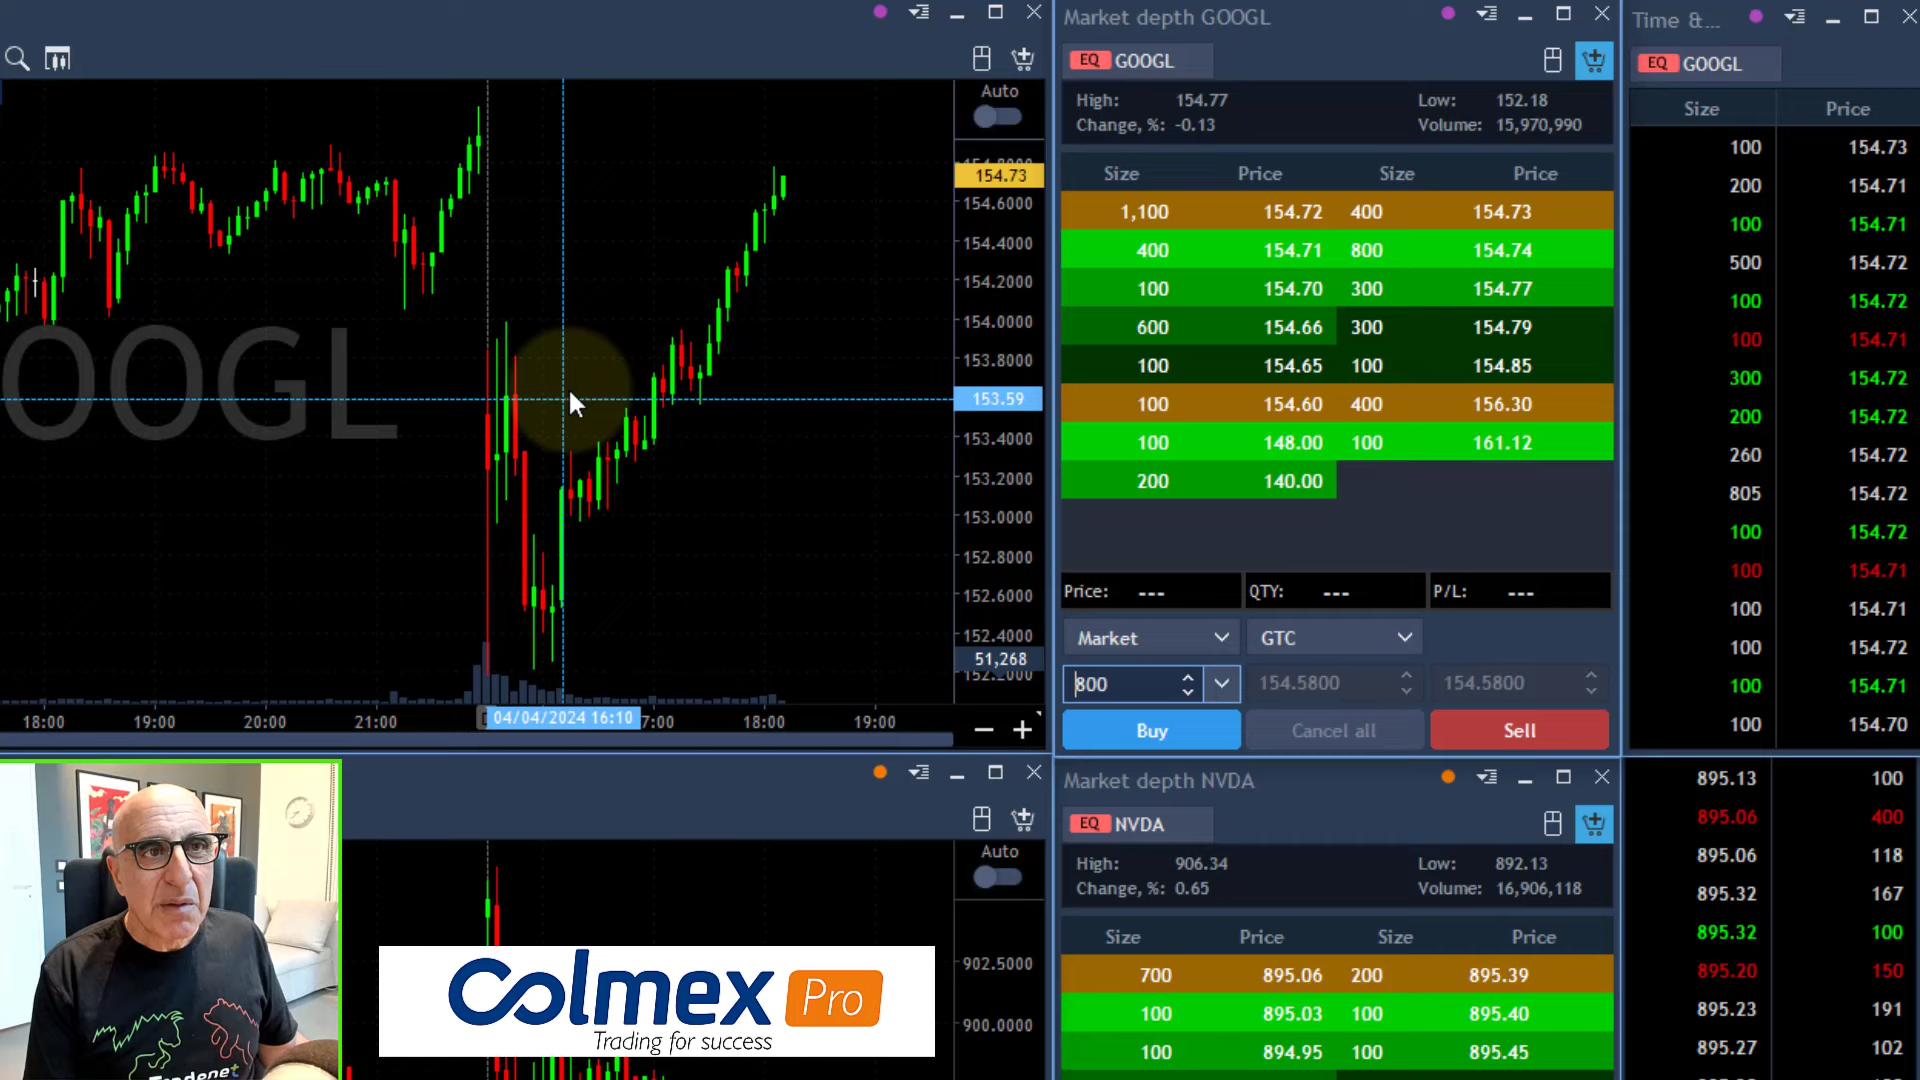 Auto
154.8000
154.73
154.6000
154.4000
154.2000
154.0000
153.8000
153.59
153.4000
153.2000
153.0000
152.8000
152.6000
152.4000
51,268
152.2000
OOGL
18:00 19:00 20:00 21:00 04/04/2024 16:10 7:00 18:00 19:00
Market depth GOOGL
EQ GOOGL
High: 154.77 Low: 152.18
Change, %: -0.13 Volume: 15,970,990
Size Price Size Price
1,100 154.72 400 154.73
400 154.71 800 154.74
100 154.70 300 154.77
600 154.66 300 154.79
100 154.65 100 154.85
100 154.60 400 156.30
100 148.00 100 161.12
200 140.00
Price: --- QTY: --- P/L: ---
Market GTC
800 154.5800 154.5800
Buy Cancel all Sell
Time &...
EQ GOOGL
Size Price
100 154.73
200 154.71
100 154.71
500 154.72
100 154.72
100 154.71
300 154.72
200 154.72
260 154.72
805 154.72
100 154.72
100 154.71
100 154.71
100 154.72
100 154.71
100 154.70
Auto
902.5000
900.0000
Market depth NVDA
EQ NVDA
High: 906.34 Low: 892.13
Change, %: 0.65 Volume: 16,906,118
Size Price Size Price
700 895.06 200 895.39
100 895.03 100 895.40
100 894.95 100 895.45
895.13 100
895.06 400
895.06 118
895.32 167
895.32 100
895.20 150
895.23 191
895.27 102
Colmex Pro
Trading for success